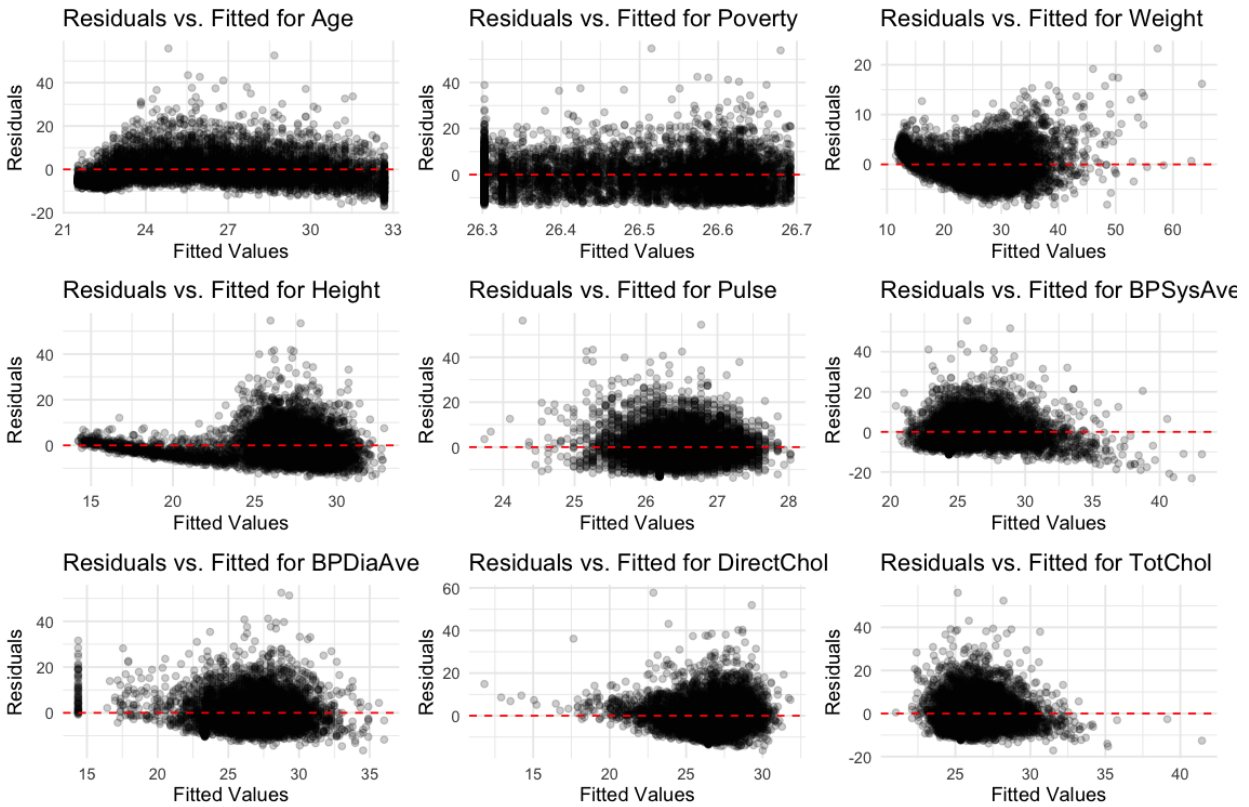 Residuals vs. Fitted for Age
Residuals
40
20
0
-20
21
24
27
30
33
Fitted Values
Residuals vs. Fitted for Poverty
Residuals
40
20
0
26.3
26.4
26.5
26.6
26.7
Fitted Values
Residuals vs. Fitted for Weight
Residuals
20
10
0
10
20
30
40
50
60
Fitted Values
Residuals vs. Fitted for Height
Residuals
40
20
0
15
20
25
30
Fitted Values
Residuals vs. Fitted for Pulse
Residuals
40
20
0
24
25
26
27
28
Fitted Values
Residuals vs. Fitted for BPSysAve
Residuals
40
20
0
-20
20
25
30
35
40
Fitted Values
Residuals vs. Fitted for BPDiaAve
Residuals
40
20
0
15
20
25
30
35
Fitted Values
Residuals vs. Fitted for DirectChol
Residuals
60
40
20
0
15
20
25
30
Fitted Values
Residuals vs. Fitted for TotChol
Residuals
40
20
0
-20
25
30
35
40
Fitted Values